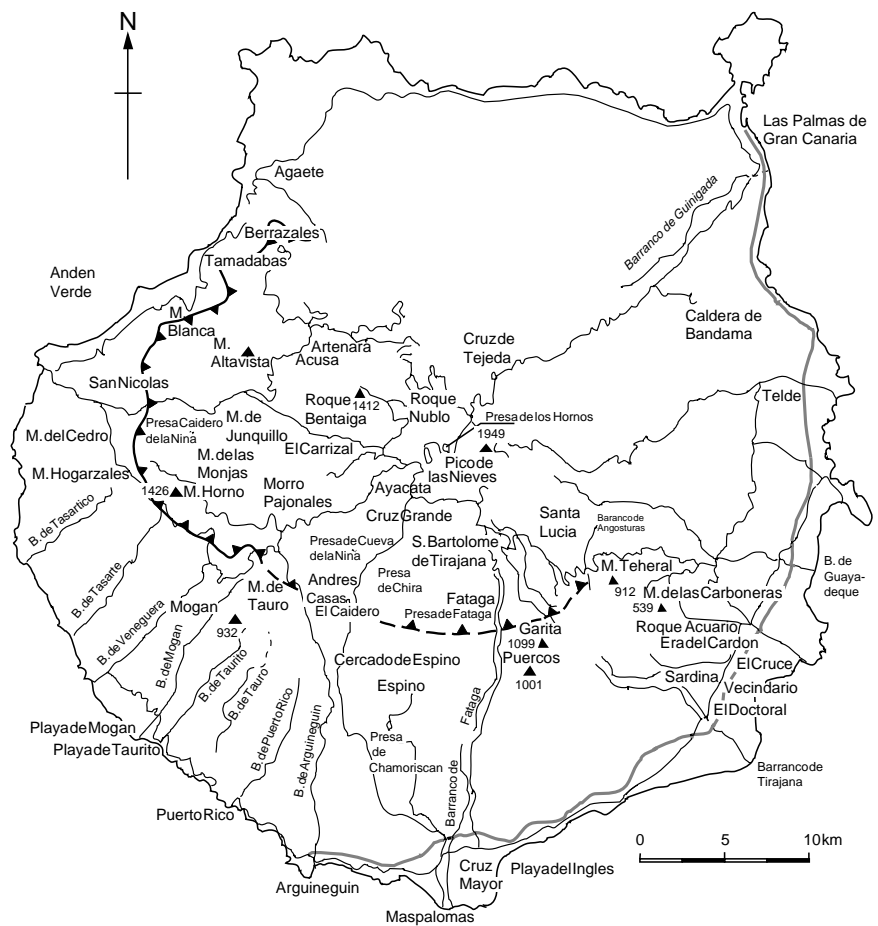 N
Las Palmas de
Gran Canaria
Agaete
Barranco de Guinigada
Berrazales
Tamadabas
Anden
Verde
M.
Blanca
Caldera de
Bandama
M.
Altavista
Artenara
Acusa
Cruz de
Tejeda
San Nicolas
Roque
Bentaiga
1412
Roque
Nublo
Telde
Presa Caidero
de la Nina
M. de
Junquillo
Presa de los Hornos
M. del Cedro
El Carrizal
1949
M. de las
Monjas
Pico de
las Nieves
M. Hogarzales
1426
M. Horno
Morro
Pajonales
Ayacata
Cruz Grande
Santa
Lucia
Baranco de
Angosturas
B. de Tasartico
Presa de Cueva
de la Nina
S. Bartolome
de Tirajana
B. de Tasarte
M. de
Tauro
Andres
Casas
Presa
de Chira
M. Teheral
912
B. de
Guaya-
deque
Mogan
El Caidero
Fataga
Presa de Fataga
M. de las Carboneras
539
932
B. de Veneguera
B. de Mogan
Garita
1099
Roque Acuario
Era del Cardon
Cercado de Espino
Puercos
1001
El Cruce
B. de Taurito
B. de Tauro
Espino
Sardina
Vecindario
El Doctoral
Playa de Mogan
Playa de Taurito
B. de Puerto Rico
B. de Arguineguin
Presa
de
Chamoriscan
Barranco de
Fataga
Barranco de
Tirajana
Puerto Rico
0 5 10km
Cruz
Mayor
Playa del Ingles
Arguineguin
Maspalomas